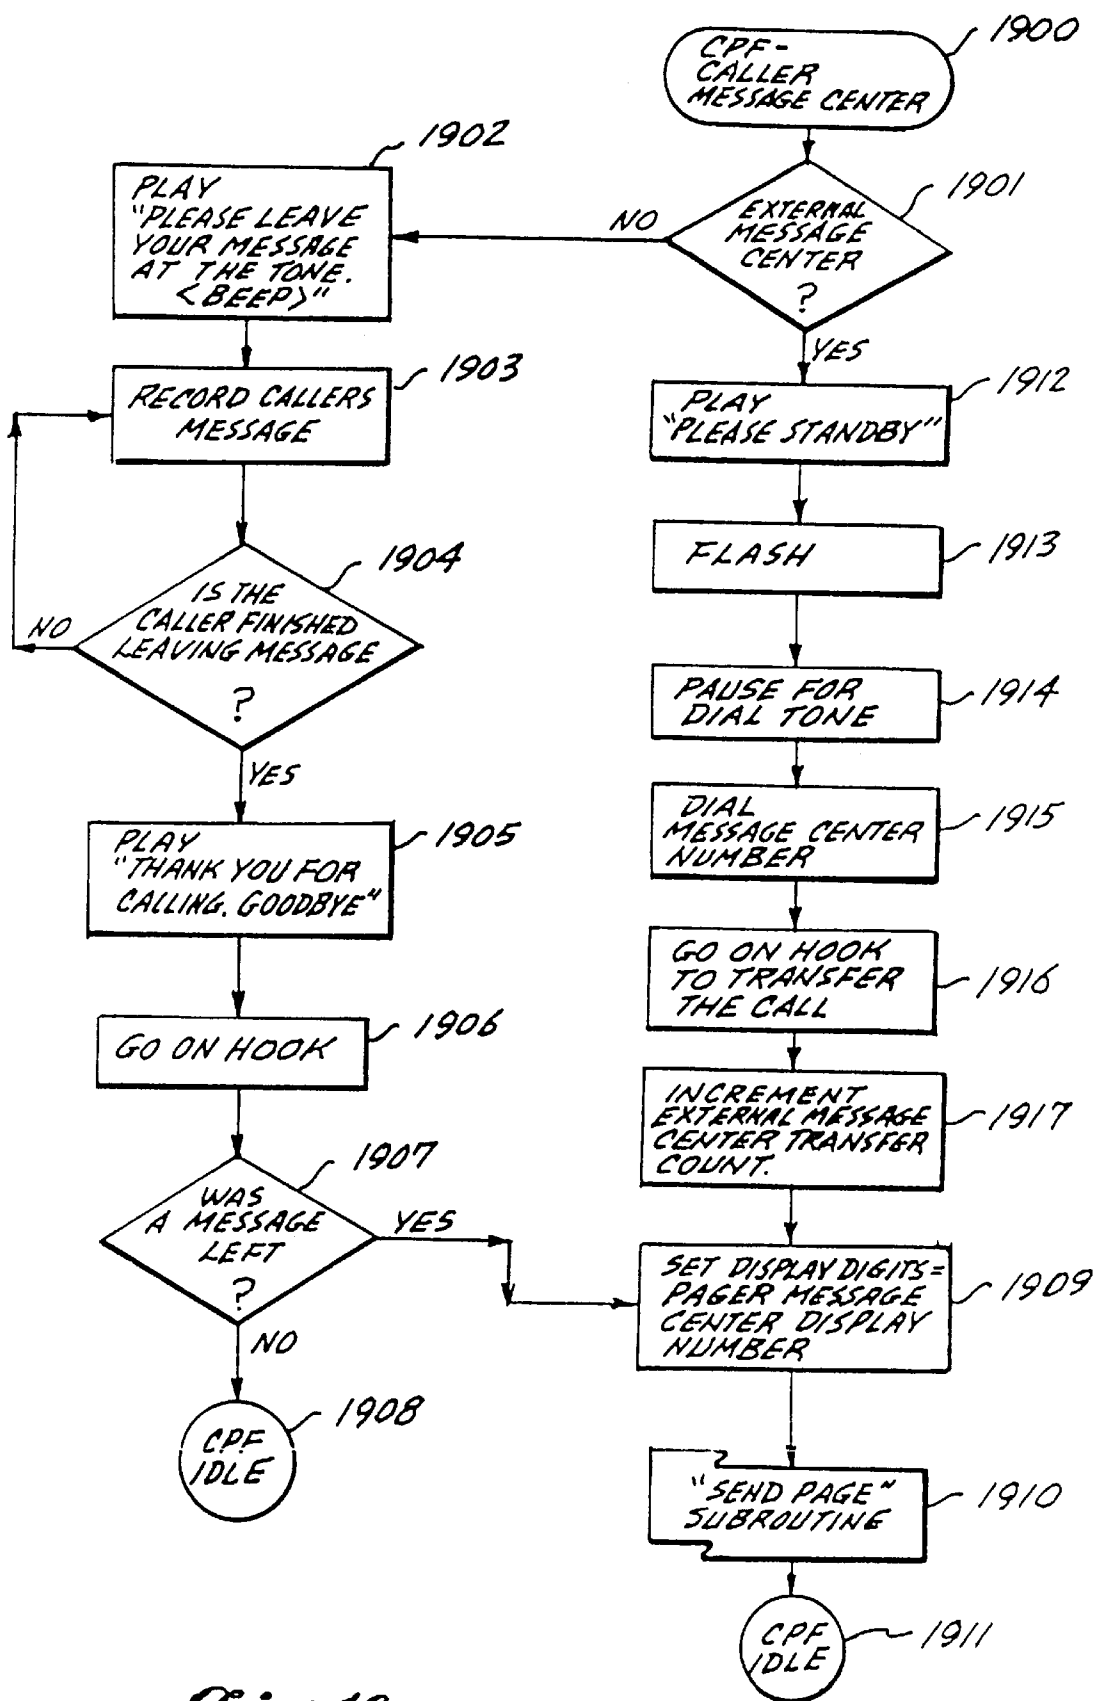 1900
CPF-
CALLER
MESSAGE CENTER
1901
EXTERNAL
MESSAGE
CENTER
?
NO
YES
1902
PLAY
"PLEASE LEAVE
YOUR MESSAGE
AT THE TONE.
<BEEP>"
1903
RECORD CALLERS
MESSAGE
1904
IS THE
CALLER FINISHED
LEAVING MESSAGE
?
NO
YES
1905
PLAY
"THANK YOU FOR
CALLING. GOODBYE"
1906
GO ON HOOK
1907
WAS
A MESSAGE
LEFT
?
YES
NO
1908
C.P.F
IDLE
1912
PLAY
"PLEASE STANDBY"
1913
FLASH
1914
PAUSE FOR
DIAL TONE
1915
DIAL
MESSAGE CENTER
NUMBER
1916
GO ON HOOK
TO TRANSFER
THE CALL
1917
INCREMENT
EXTERNAL MESSAGE
CENTER TRANSFER
COUNT.
1909
SET DISPLAY DIGITS=
PAGER MESSAGE
CENTER DISPLAY
NUMBER
1910
"SEND PAGE"
SUBROUTING
1911
CPF
IDLE